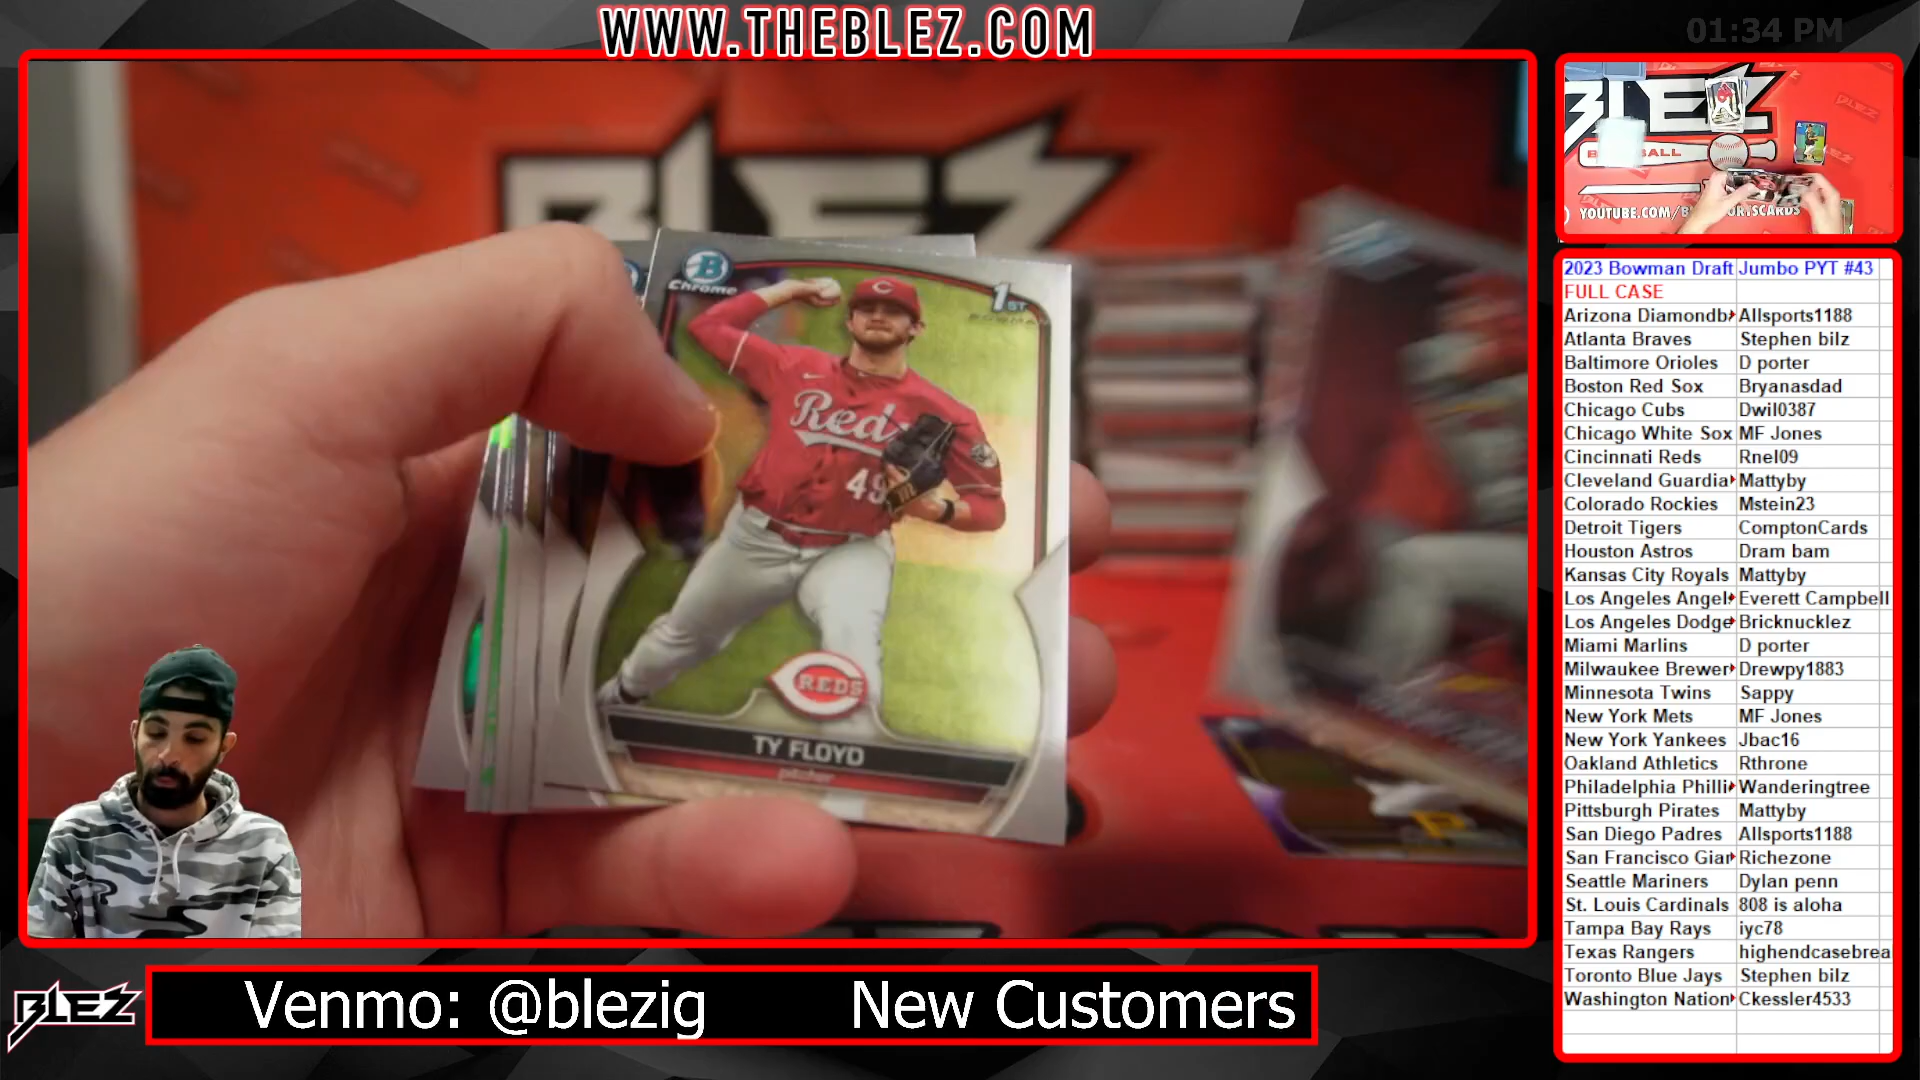 WWW.THEBLEZ.COM
01:34 PM
BLEZ
B
Chrome
1ST
BOWMAN
Reds
49
REDS
TY FLOYD
pitcher
BLEZ
YOUTUBE.COM/
2023 Bowman Draft Jumbo PYT #43
FULL CASE
Arizona Diamondb Allsports1188
Atlanta Braves Stephen bilz
Baltimore Orioles D porter
Boston Red Sox Bryanasdad
Chicago Cubs Dwil0387
Chicago White Sox MF Jones
Cincinnati Reds Rnel09
Cleveland Guardia Mattyby
Colorado Rockies Mstein23
Detroit Tigers ComptonCards
Houston Astros Dram bam
Kansas City Royals Mattyby
Los Angeles Angel Everett Campbell
Los Angeles Dodge Bricknucklez
Miami Marlins D porter
Milwaukee Brewer Drewpy1883
Minnesota Twins Sappy
New York Mets MF Jones
New York Yankees Jbac16
Oakland Athletics Rthrone
Philadelphia Philli Wanderingtree
Pittsburgh Pirates Mattyby
San Diego Padres Allsports1188
San Francisco Gian Richezone
Seattle Mariners Dylan penn
St. Louis Cardinals 808 is aloha
Tampa Bay Rays iyc78
Texas Rangers highendcasebrea
Toronto Blue Jays Stephen bilz
Washington Nation Ckessler4533
BLEZ
Venmo: @blezig New Customers